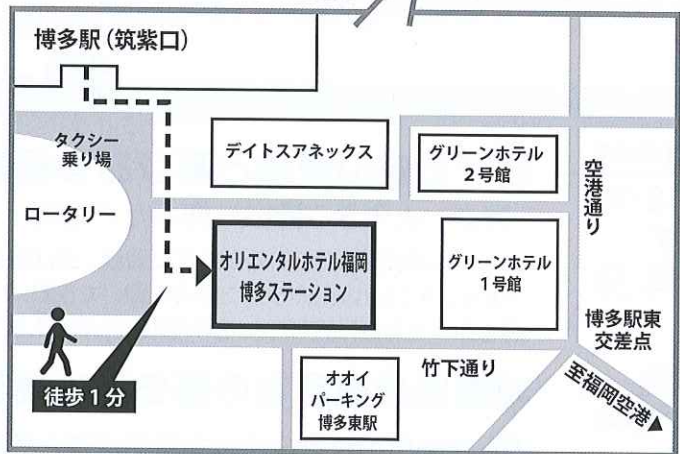 博多駅（筑紫口）
タクシー
乗り場
ロータリー
デイトスアネックス
グリーンホテル
2号館
空港通り
オリエンタルホテル福岡
博多ステーション
グリーンホテル
1号館
博多駅東
交差点
徒歩1分
オオイ
パーキング
博多東駅
竹下通り
至福岡空港▲